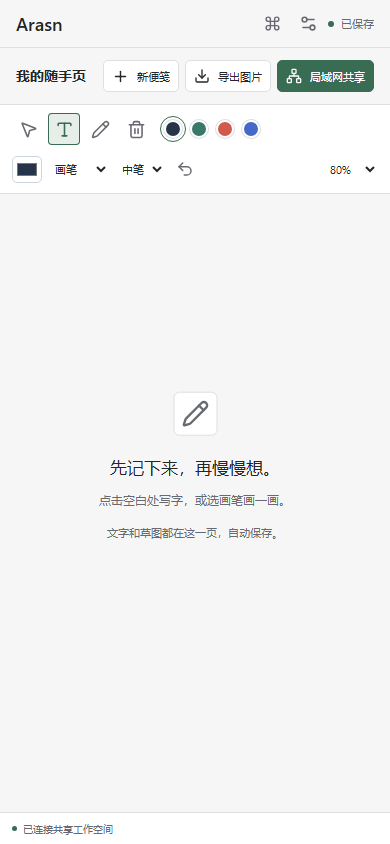 Arasn
已保存
我的随手页
新便笺
导出图片
局域网共享
画笔
中笔
80%
先记下来，再慢慢想。
点击空白处写字，或选画笔画一画。
文字和草图都在这一页，自动保存。
已连接共享工作空间